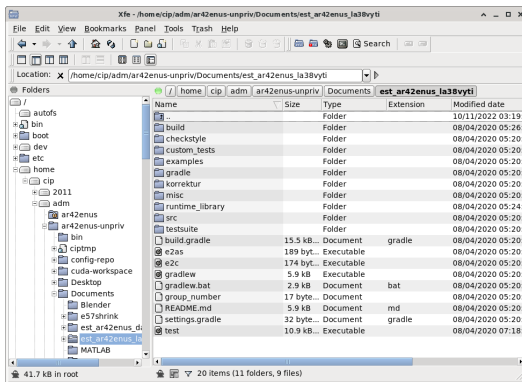 Xfe - /home/cip/adm/ar42enus-unpriv/Documents/est_ar42enus_la38vyti
File Edit View Bookmarks Panel Tools Trash Help
Search
Location: /home/cip/adm/ar42enus-unpriv/Documents/est_ar42enus_la38vyti
Folders
/
autofs
bin
boot
dev
etc
home
cip
2011
adm
ar42enus
ar42enus-unpriv
bin
ciptmp
config-repo
cuda-workspace
Desktop
Documents
Blender
e57shrink
est_ar42enus_da
est_ar42enus_la
MATLAB
41.7 kB in root
/ home cip adm ar42enus-unpriv Documents est_ar42enus_la38vyti
Name Size Type Extension Modified date
.. Folder 10/11/2022 03:19
build Folder 08/04/2020 05:26
checkstyle Folder 08/04/2020 05:20
custom_tests Folder 08/04/2020 05:20
examples Folder 08/04/2020 05:20
gradle Folder 08/04/2020 05:20
korrektur Folder 08/04/2020 05:20
misc Folder 08/04/2020 05:20
runtime_library Folder 08/04/2020 05:24
src Folder 08/04/2020 05:20
testsuite Folder 08/04/2020 05:20
build.gradle 15.5 kB... Document gradle 08/04/2020 05:20
e2as 189 byt... Executable 08/04/2020 05:20
e2c 174 byt... Executable 08/04/2020 05:20
gradlew 5.9 kB Executable 08/04/2020 05:20
gradlew.bat 2.9 kB Document bat 08/04/2020 05:20
group_number 17 byte... Document 08/04/2020 05:20
README.md 5.9 kB Document md 08/04/2020 05:20
settings.gradle 32 byte... Document gradle 08/04/2020 05:20
test 10.9 kB... Executable 08/04/2020 07:18
20 items (11 folders, 9 files)